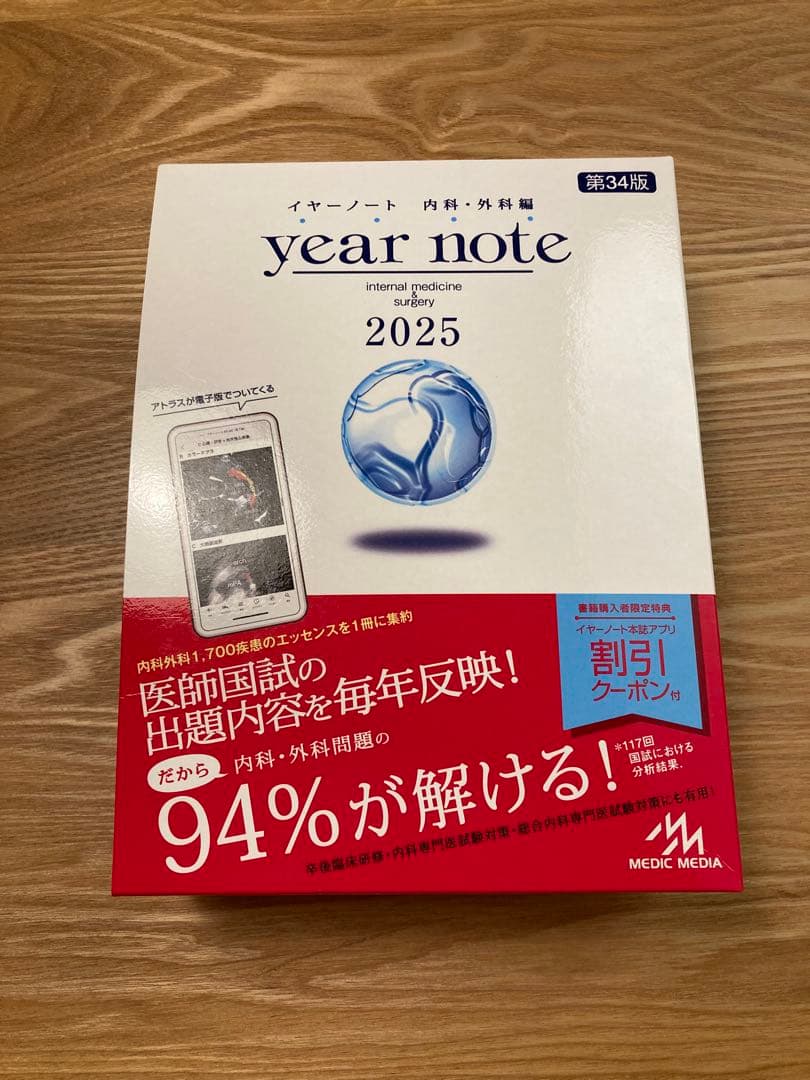 第34版
イヤーノート 内科・外科編
year note
internal medicine
&
surgery
2025
アトラスが電子版でついてくる
内科外科1,700疾患のエッセンスを1冊に集約
医師国試の
出題内容を毎年反映!
だから
内科・外科問題の
94%が解ける!
*117回
国試における
分析結果.
卒後臨床研修・内科専門医試験対策・総合内科専門医試験対策にも有用!
書籍購入者限定特典
イヤーノート本誌アプリ
割引
クーポン付
MEDIC MEDIA